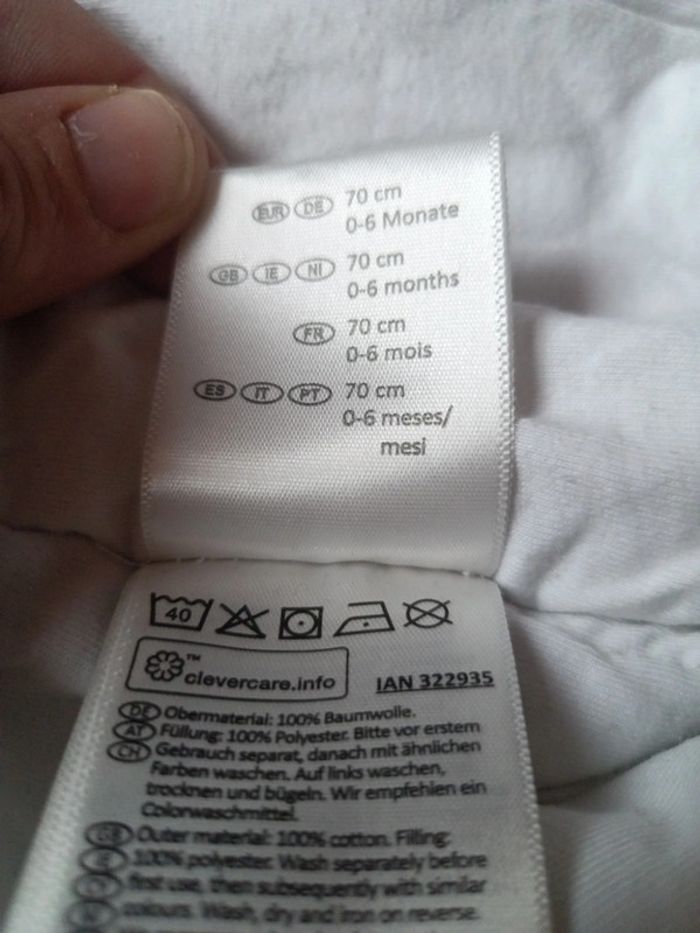 EUR DE 70 cm
0-6 Monate
GB IE NI 70 cm
0-6 months
FR 70 cm
0-6 mois
ES IT PT 70 cm
0-6 meses/
mesi
40
clevercare.info™ IAN 322935
DE Obermaterial: 100% Baumwolle.
AT Füllung: 100% Polyester. Bitte vor erstem
CH Gebrauch separat, danach mit ähnlichen
Farben waschen. Auf links waschen,
trocknen und bügeln. Wir empfehlen ein
Colorwaschmittel.
GB Outer material: 100% cotton. Filling:
100% polyester. Wash separately before
first use, then subsequently with similar
colours. Wash, dry and iron on reverse.